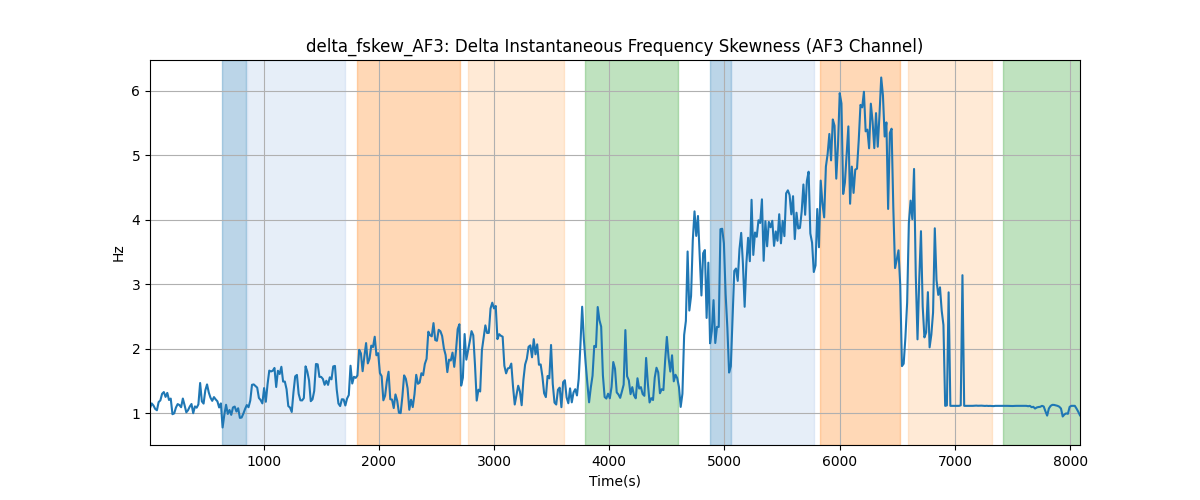 delta_fskew_AF3: Delta Instantaneous Frequency Skewness (AF3 Channel)
Hz
6
5
4
3
2
1
1000 2000 3000 4000 5000 6000 7000 8000
Time(s)